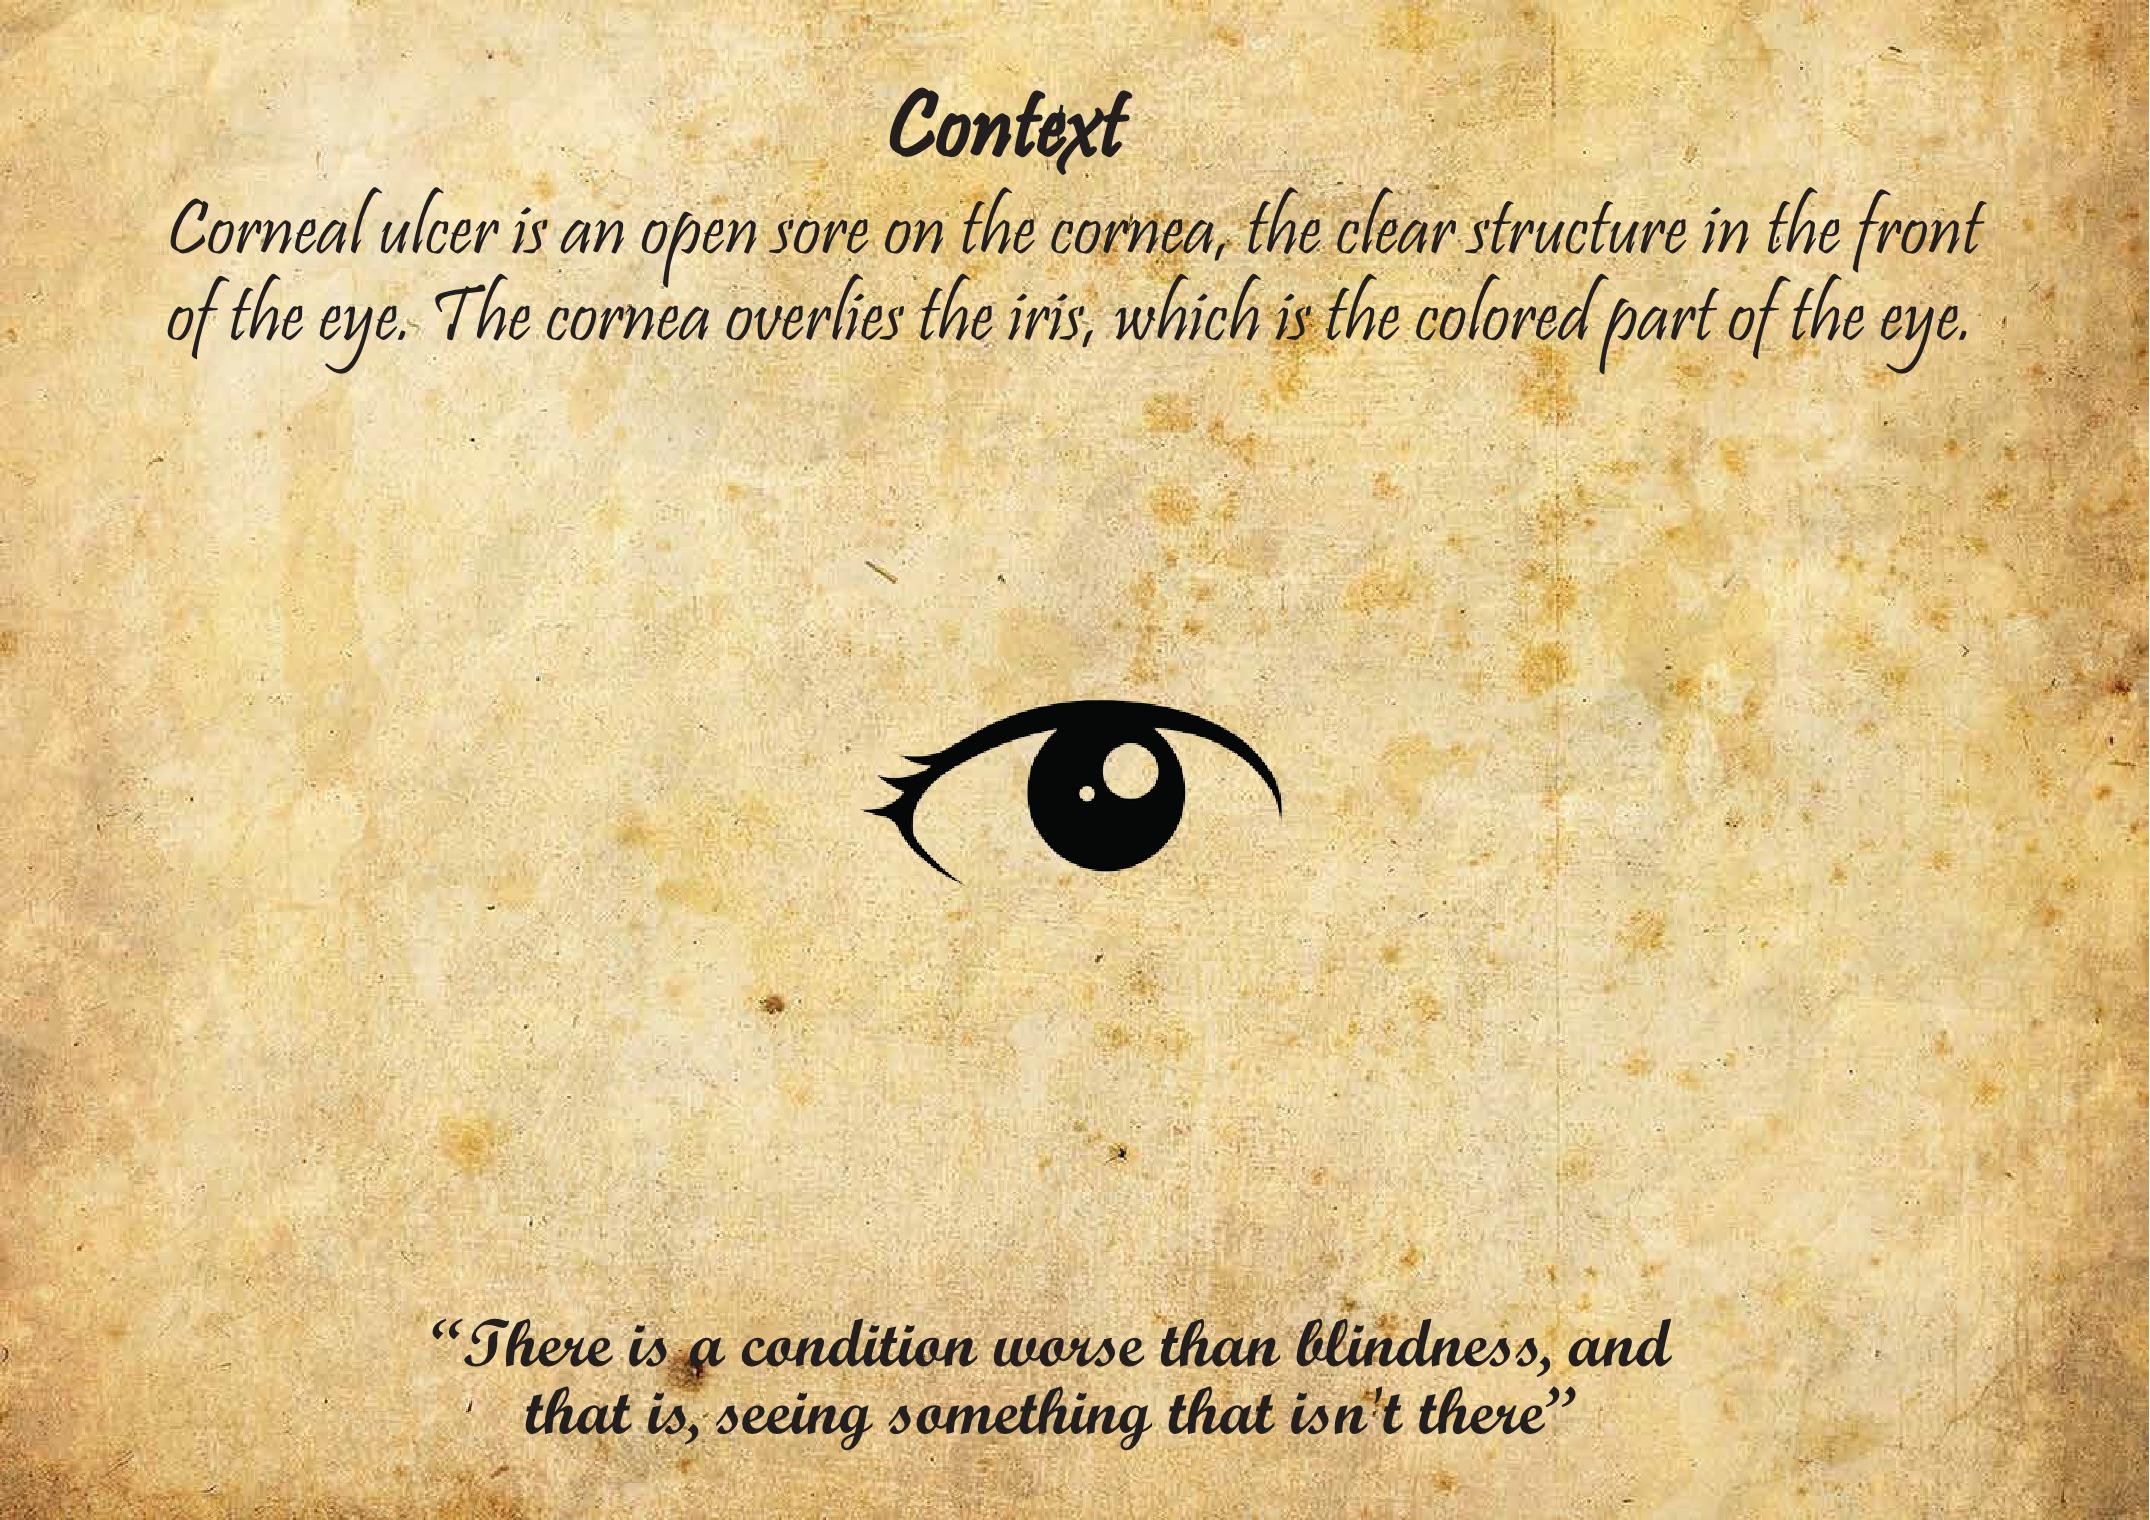 Context
Corneal ulcer is an open sore on the cornea, the clear structure in the front
of the eye. The cornea overlies the iris, which is the colored part of the eye.
“There is a condition worse than blindness, and
that is, seeing something that isn't there”